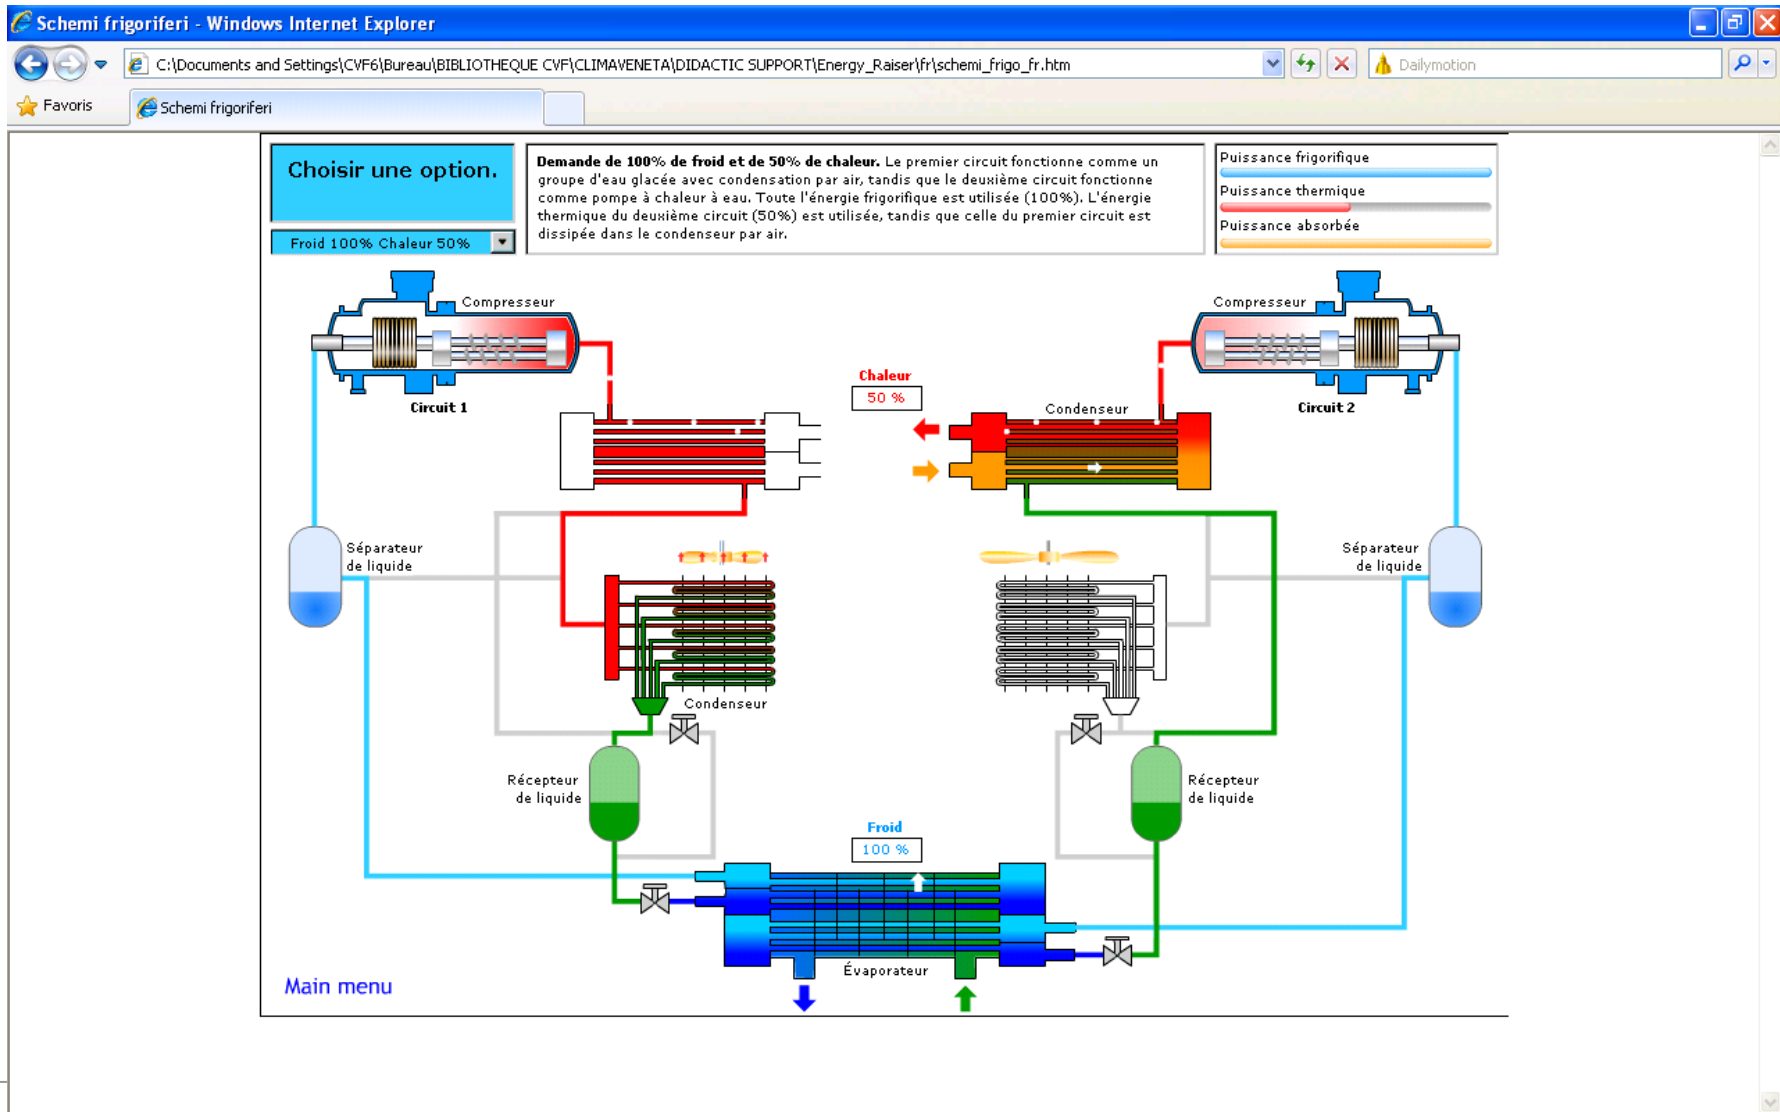 Schemi frigoriferi - Windows Internet Explorer
C:\Documents and Settings\CVF6\Bureau\BIBLIOTHEQUE CVF\CLIMAVENETA\DIDACTIC SUPPORT\Energy_Raiser\fr\schemi_frigo_fr.htm
Dailymotion
Favoris
Schemi frigoriferi
Choisir une option.
Froid 100% Chaleur 50%
Demande de 100% de froid et de 50% de chaleur. Le premier circuit fonctionne comme un
groupe d'eau glacée avec condensation par air, tandis que le deuxième circuit fonctionne
comme pompe à chaleur à eau. Toute l'énergie frigorifique est utilisée (100%). L'énergie
thermique du deuxième circuit (50%) est utilisée, tandis que celle du premier circuit est
dissipée dans le condenseur par air.
Puissance frigorifique
Puissance thermique
Puissance absorbée
Compresseur
Compresseur
Circuit 1
Chaleur
50 %
Condenseur
Circuit 2
Séparateur
de liquide
Séparateur
de liquide
Condenseur
Récepteur
de liquide
Récepteur
de liquide
Froid
100 %
Évaporateur
Main menu